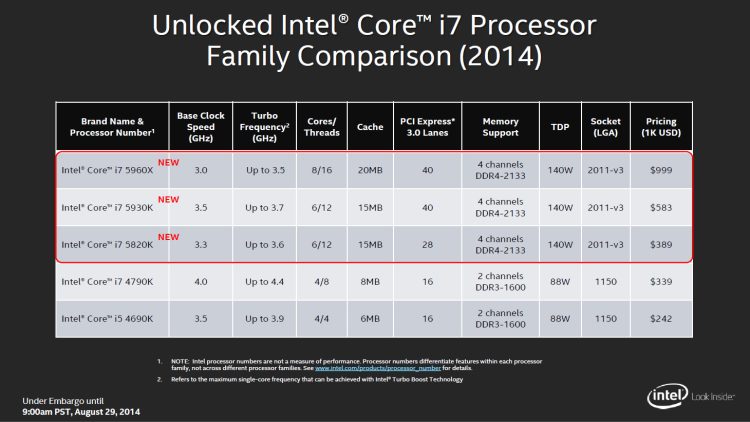 Unlocked Intel® Core™ i7 Processor
Family Comparison (2014)
Brand Name & Processor Number¹ Base Clock Speed (GHz) Turbo Frequency² (GHz) Cores/ Threads Cache PCI Express* 3.0 Lanes Memory Support TDP Socket (LGA) Pricing (1K USD)
Intel® Core™ i7 5960X NEW 3.0 Up to 3.5 8/16 20MB 40 4 channels DDR4-2133 140W 2011-v3 $999
Intel® Core™ i7 5930K NEW 3.5 Up to 3.7 6/12 15MB 40 4 channels DDR4-2133 140W 2011-v3 $583
Intel® Core™ i7 5820K NEW 3.3 Up to 3.6 6/12 15MB 28 4 channels DDR4-2133 140W 2011-v3 $389
Intel® Core™ i7 4790K 4.0 Up to 4.4 4/8 8MB 16 2 channels DDR3-1600 88W 1150 $339
Intel® Core™ i5 4690K 3.5 Up to 3.9 4/4 6MB 16 2 channels DDR3-1600 88W 1150 $242
1. NOTE: Intel processor numbers are not a measure of performance. Processor numbers differentiate features within each processor
family, not across different processor families. See www.intel.com/products/processor_number for details.
2. Refers to the maximum single-core frequency that can be achieved with Intel® Turbo Boost Technology
Under Embargo until
9:00am PST, August 29, 2014
intel Look Inside.™